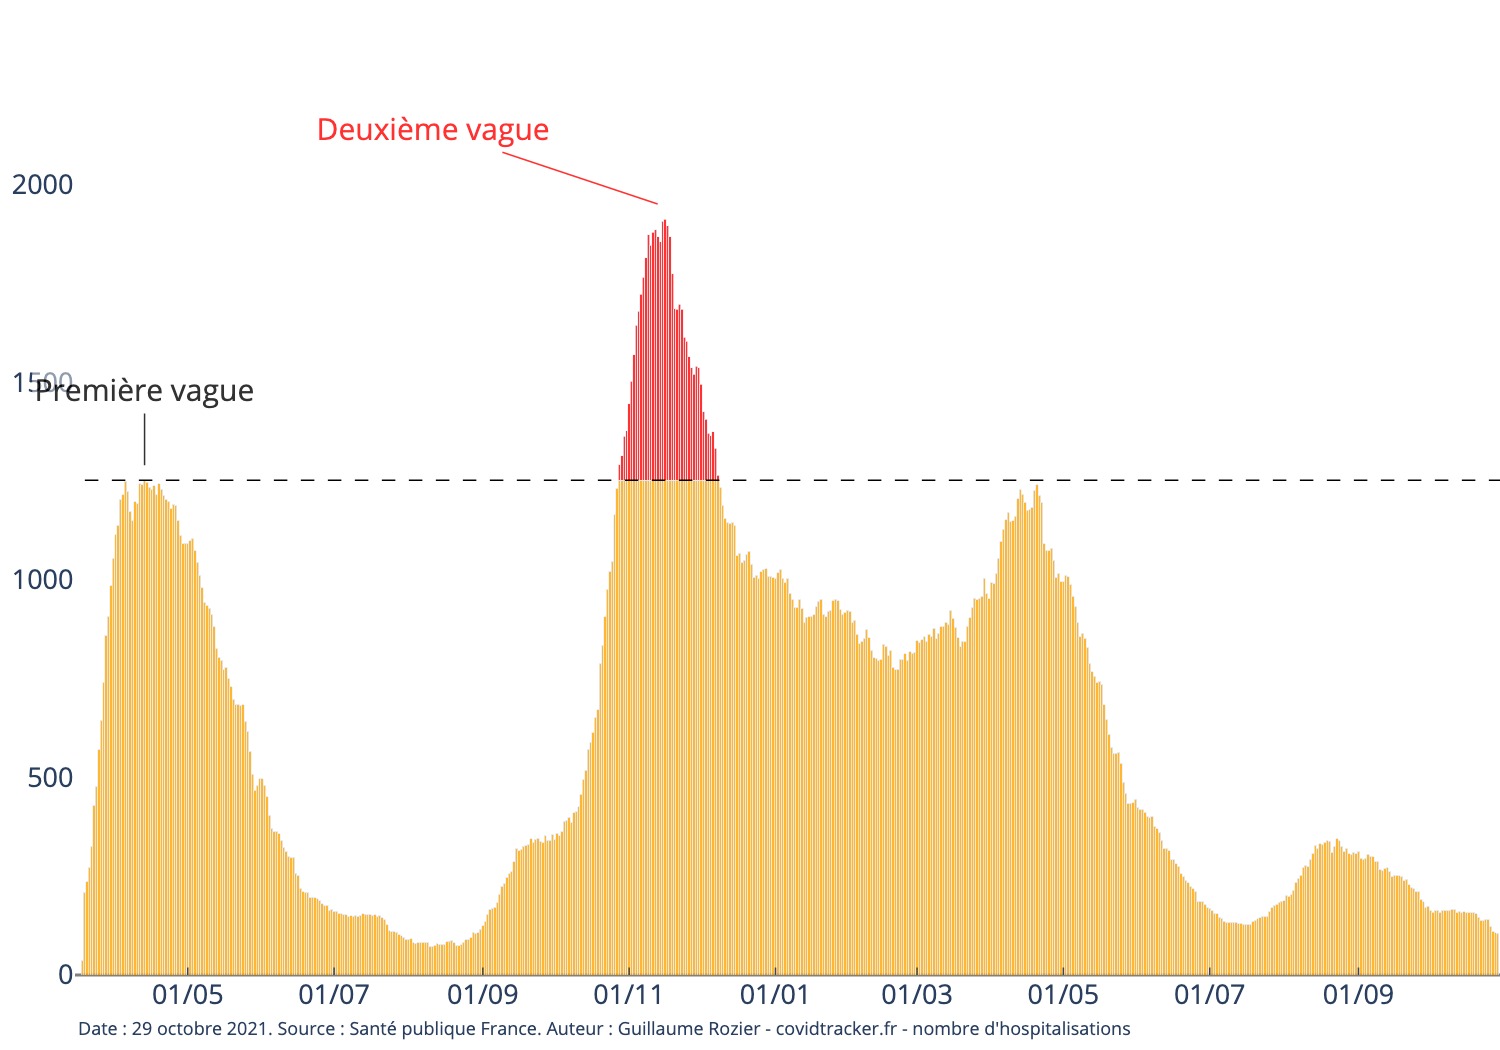 Deuxième vague
2000
1500
Première vague
1000
500
0
01/05 01/07 01/09 01/11 01/01 01/03 01/05 01/07 01/09
Date : 29 octobre 2021. Source : Santé publique France. Auteur : Guillaume Rozier - covidtracker.fr - nombre d'hospitalisations